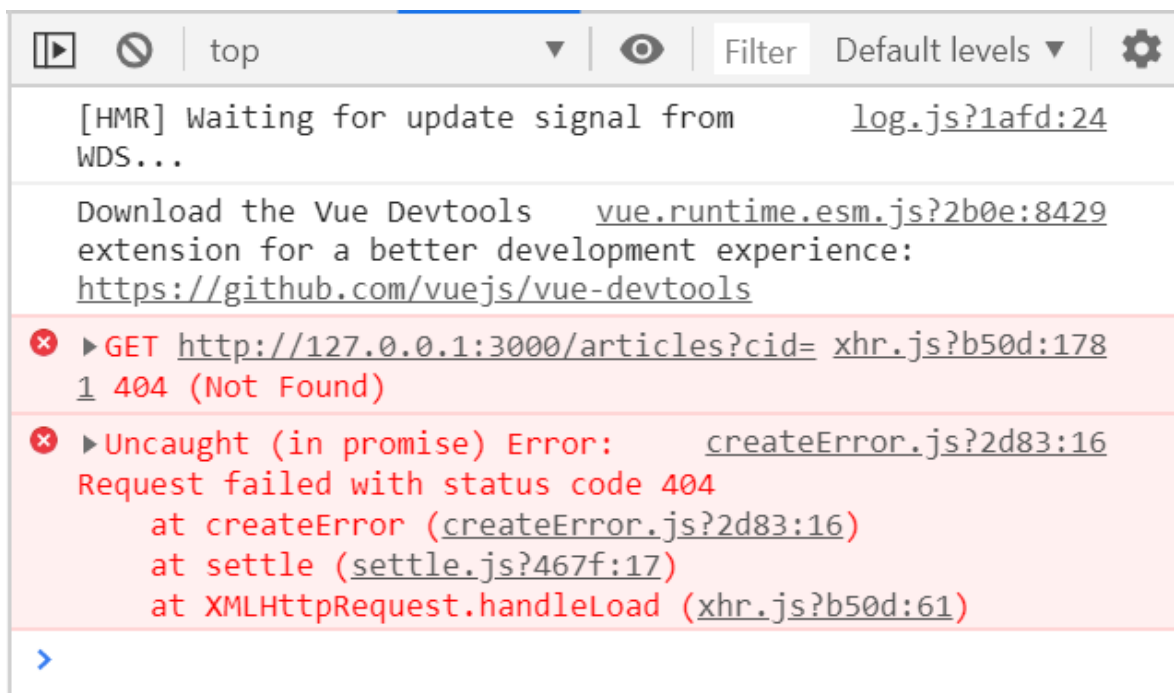 top Filter Default levels
[HMR] Waiting for update signal from log.js?1afd:24
WDS...
Download the Vue Devtools vue.runtime.esm.js?2b0e:8429
extension for a better development experience:
https://github.com/vuejs/vue-devtools
GET http://127.0.0.1:3000/articles?cid= xhr.js?b50d:178
1 404 (Not Found)
Uncaught (in promise) Error: createError.js?2d83:16
Request failed with status code 404
at createError (createError.js?2d83:16)
at settle (settle.js?467f:17)
at XMLHttpRequest.handleLoad (xhr.js?b50d:61)